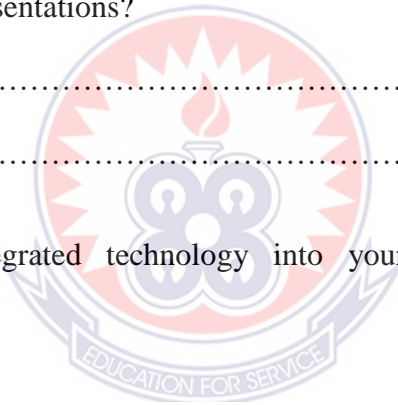 sentations?
........................................
........................................
egrated technology into your
EDUCATION FOR SERVICE